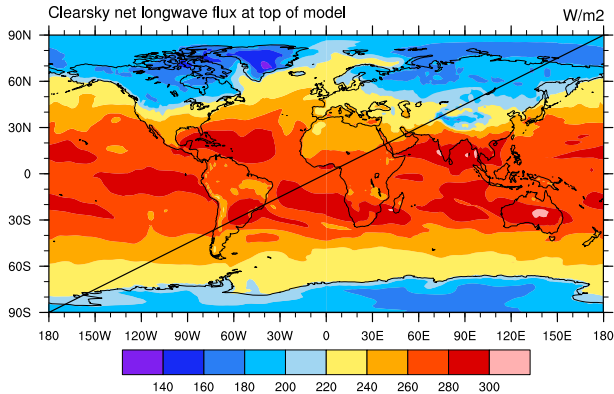 Clearsky net longwave flux at top of model W/m2
90N
60N
30N
0
30S
60S
90S
180 150W 120W 90W 60W 30W 0 30E 60E 90E 120E 150E 180
140 160 180 200 220 240 260 280 300